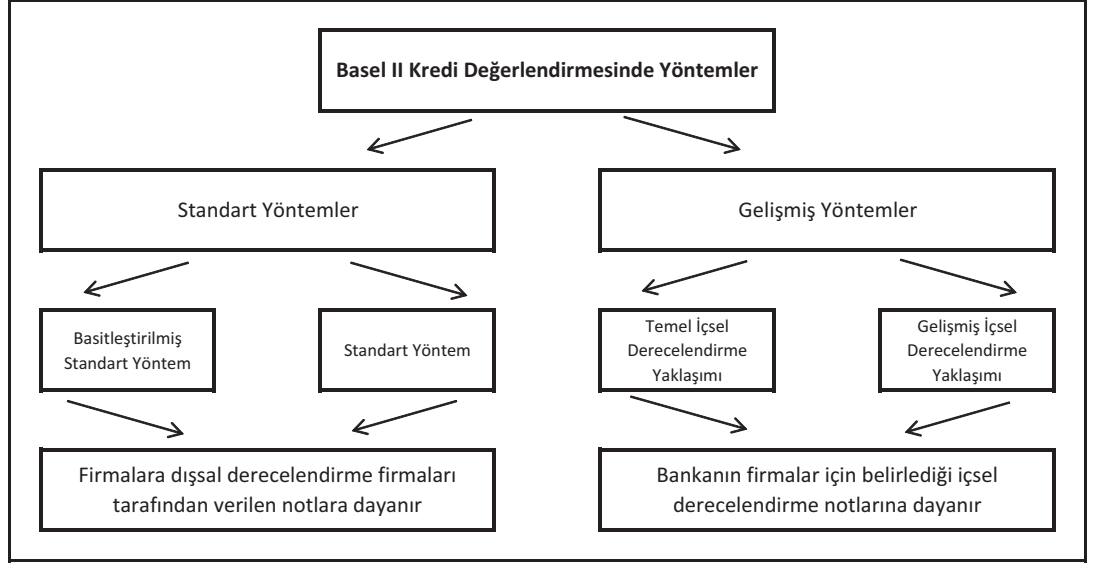 Basel II Kredi Değerlendirmesinde Yöntemler
Standart Yöntemler
Gelişmiş Yöntemler
Basitleştirilmiş
Standart Yöntem
Standart Yöntem
Temel İçsel
Derecelendirme
Yaklaşımı
Gelişmiş İçsel
Derecelendirme
Yaklaşımı
Firmalara dışsal derecelendirme firmaları
tarafından verilen notlara dayanır
Bankanın firmalar için belirlediği içsel
derecelendirme notlarına dayanır